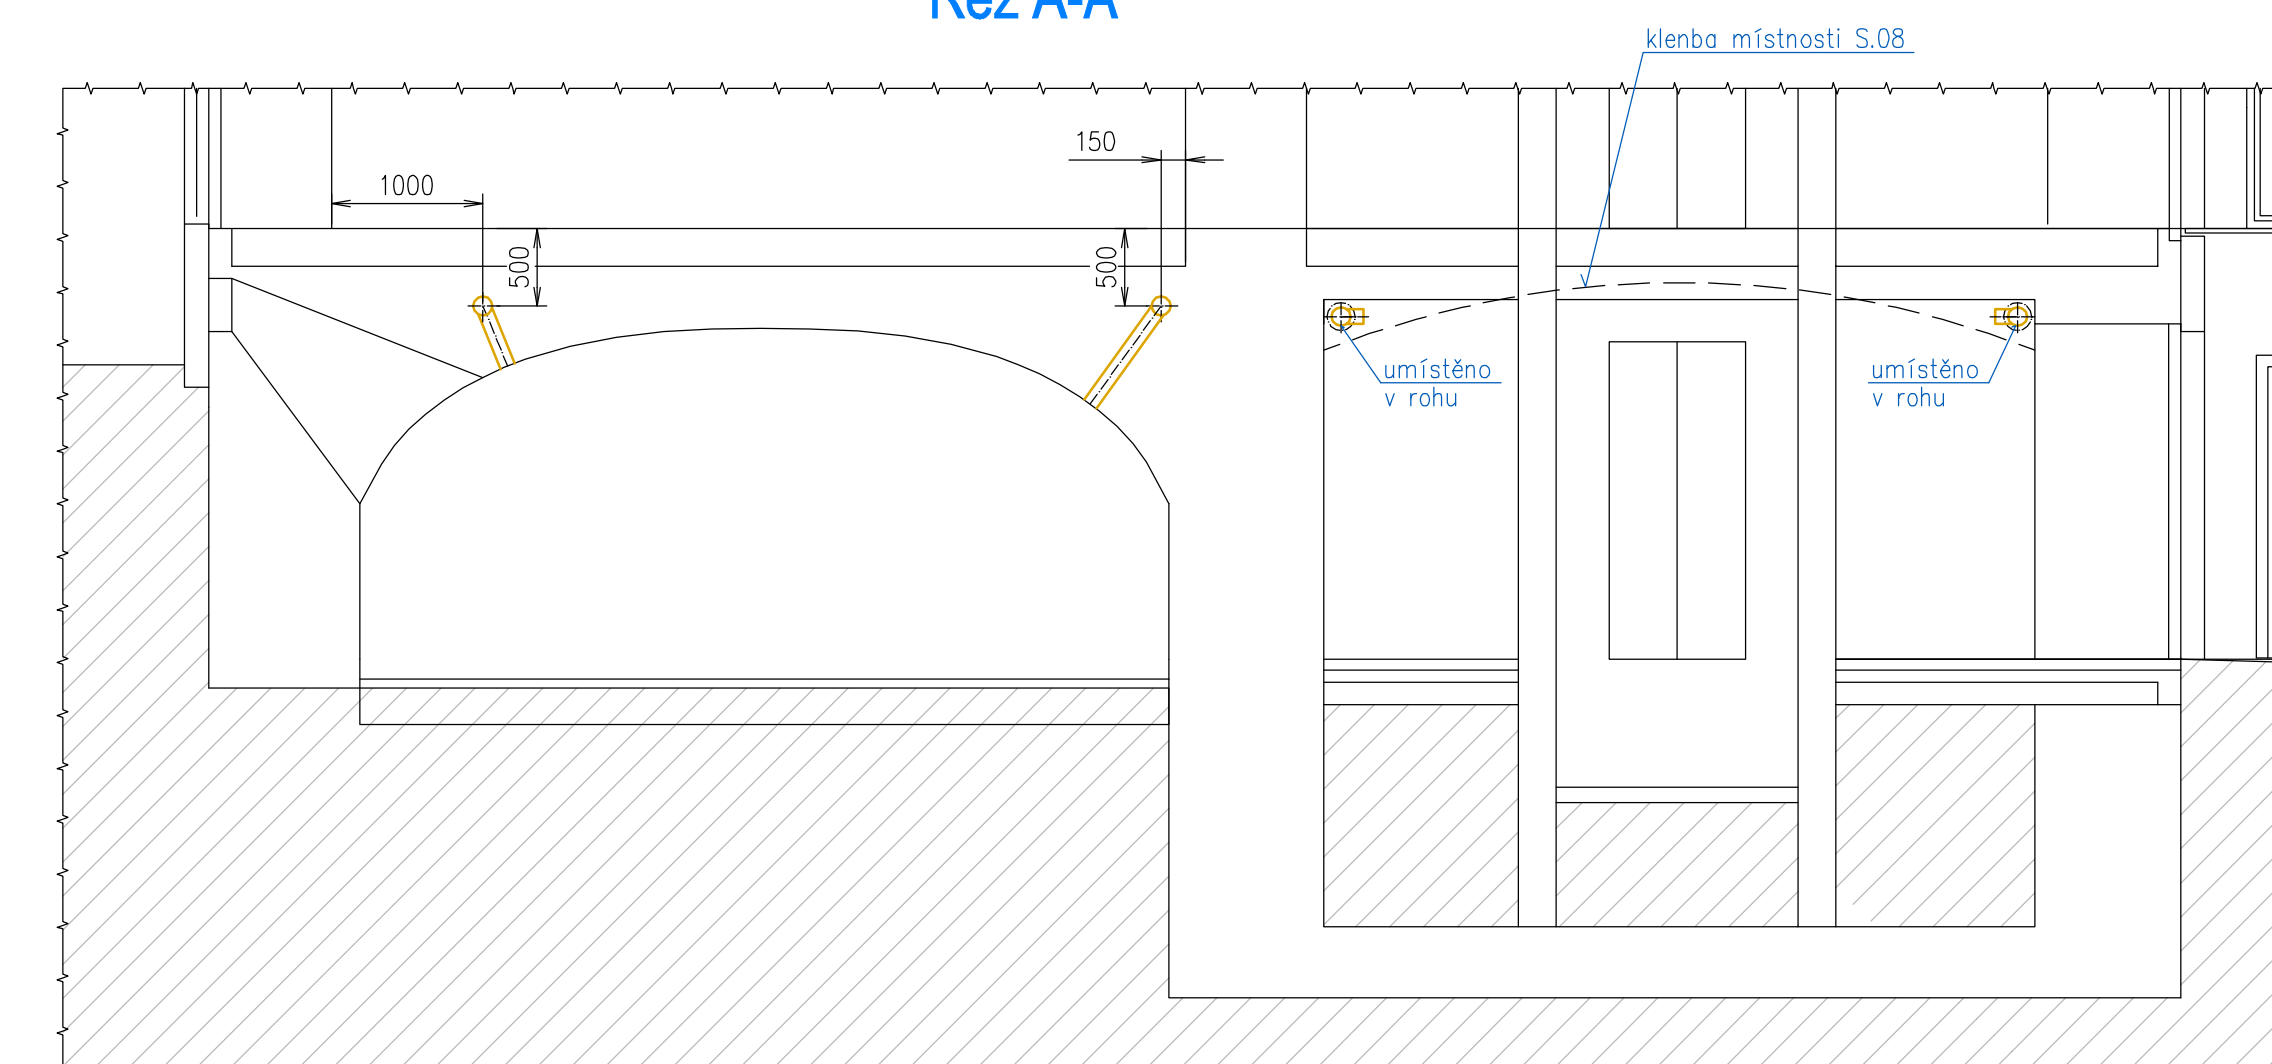 Řez A-A
klenba místnosti S.08
150
1000
500
500
umístěno
v rohu
umístěno
v rohu